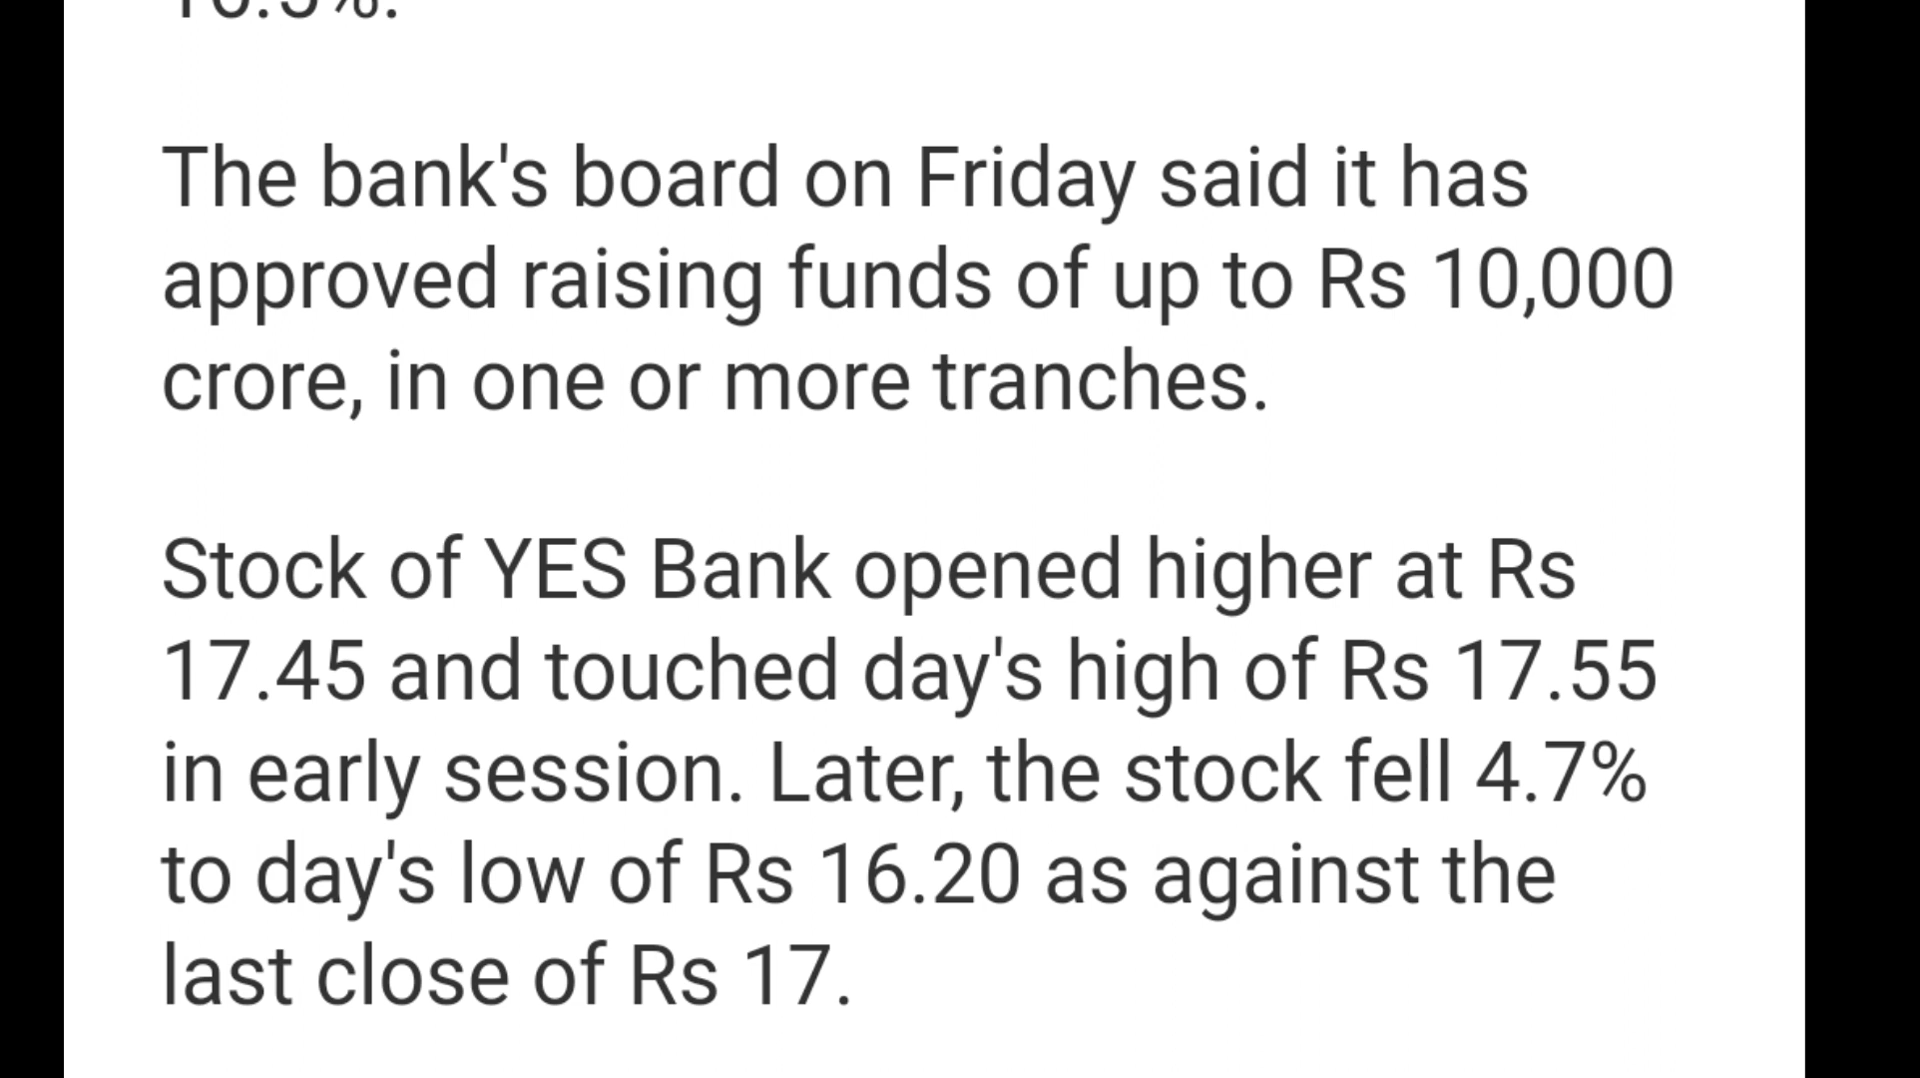 The bank's board on Friday said it has
approved raising funds of up to Rs 10,000
crore, in one or more tranches.
Stock of YES Bank opened higher at Rs
17.45 and touched day's high of Rs 17.55
in early session. Later, the stock fell 4.7%
to day's low of Rs 16.20 as against the
last close of Rs 17.